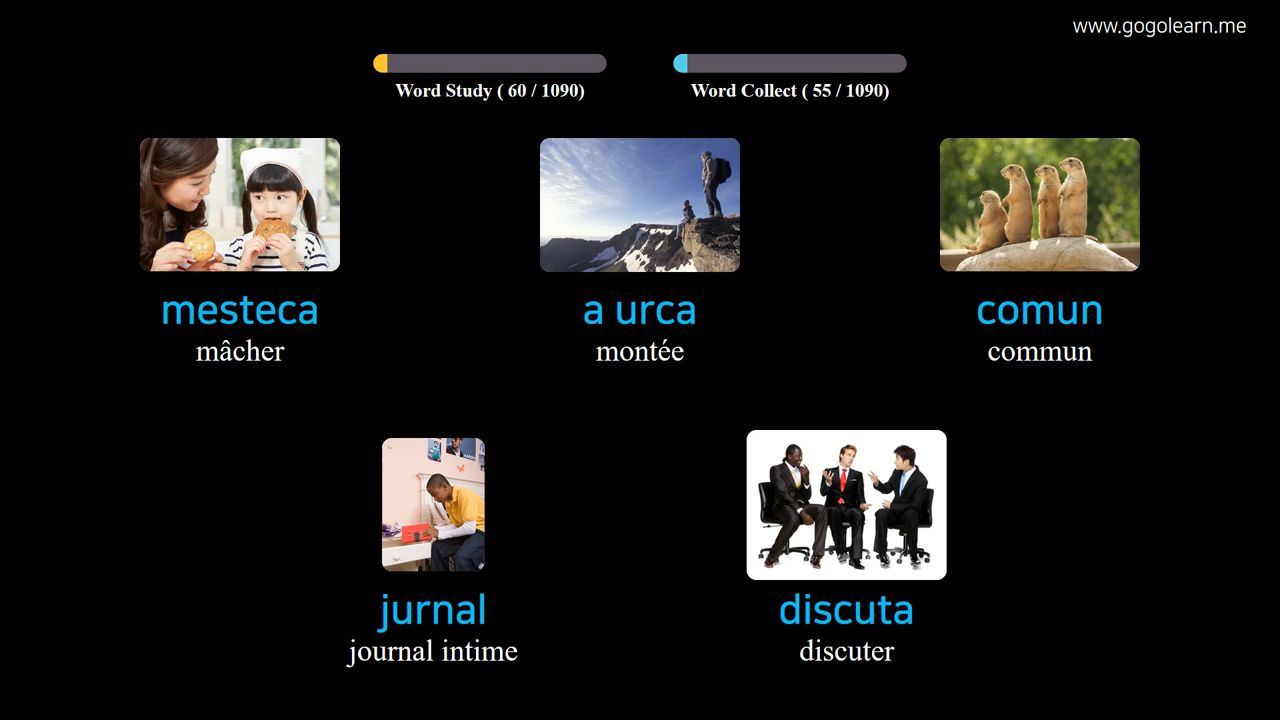 www.gogolearn.me
Word Study ( 60 / 1090)
Word Collect ( 55 / 1090)
mesteca
mâcher
a urca
montée
comun
commun
jurnal
journal intime
discuta
discuter